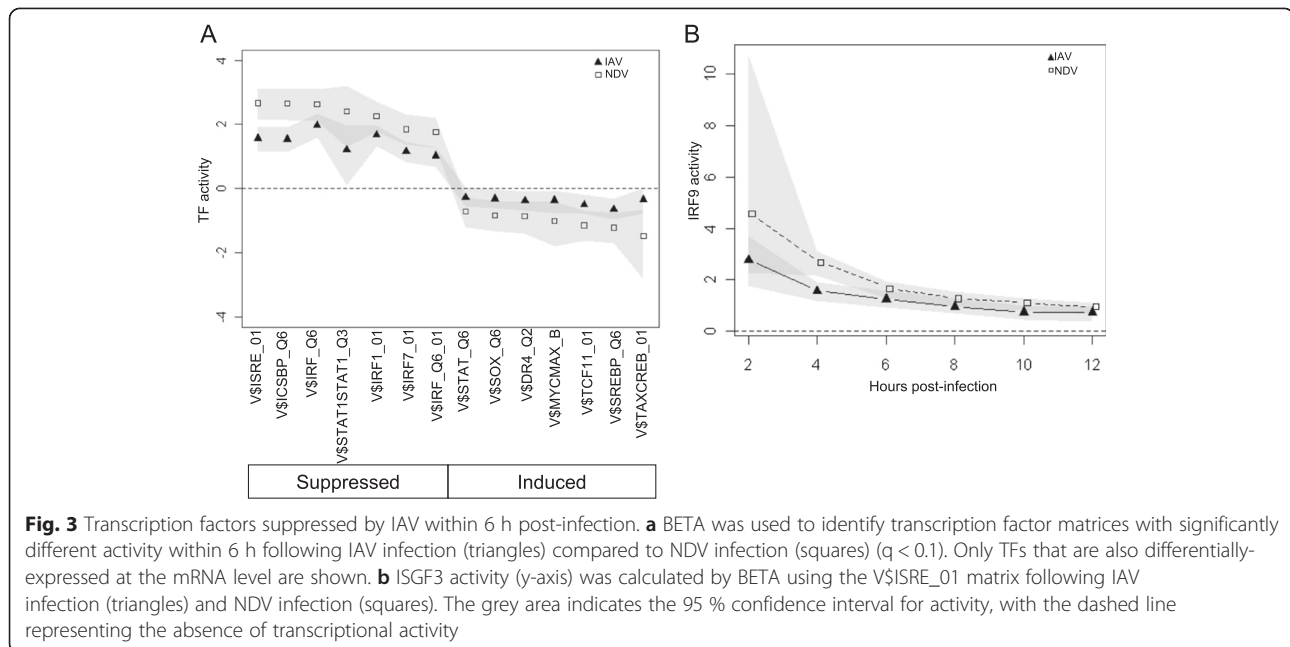 A
B
▲ IAV
□ NDV
▲ IAV
□ NDV
TF activity
4
2
0
-2
-4
IRF9 activity
10
8
6
4
2
0
2 4 6 8 10 12
Hours post-infection
V$ISRE_01
V$ICSBP_Q6
V$IRF_Q6
V$STAT1STAT1_Q3
V$IRF1_01
V$IRF7_01
V$IRF_Q6_01
V$STAT_Q6
V$SOX_Q6
V$DR4_Q2
V$MYCMAX_B
V$TCF11_01
V$SREBP_Q6
V$TAXCREB_01
Suppressed Induced
Fig. 3 Transcription factors suppressed by IAV within 6 h post-infection. a BETA was used to identify transcription factor matrices with significantly
different activity within 6 h following IAV infection (triangles) compared to NDV infection (squares) (q < 0.1). Only TFs that are also differentially-
expressed at the mRNA level are shown. b ISGF3 activity (y-axis) was calculated by BETA using the V$ISRE_01 matrix following IAV
infection (triangles) and NDV infection (squares). The grey area indicates the 95 % confidence interval for activity, with the dashed line
representing the absence of transcriptional activity